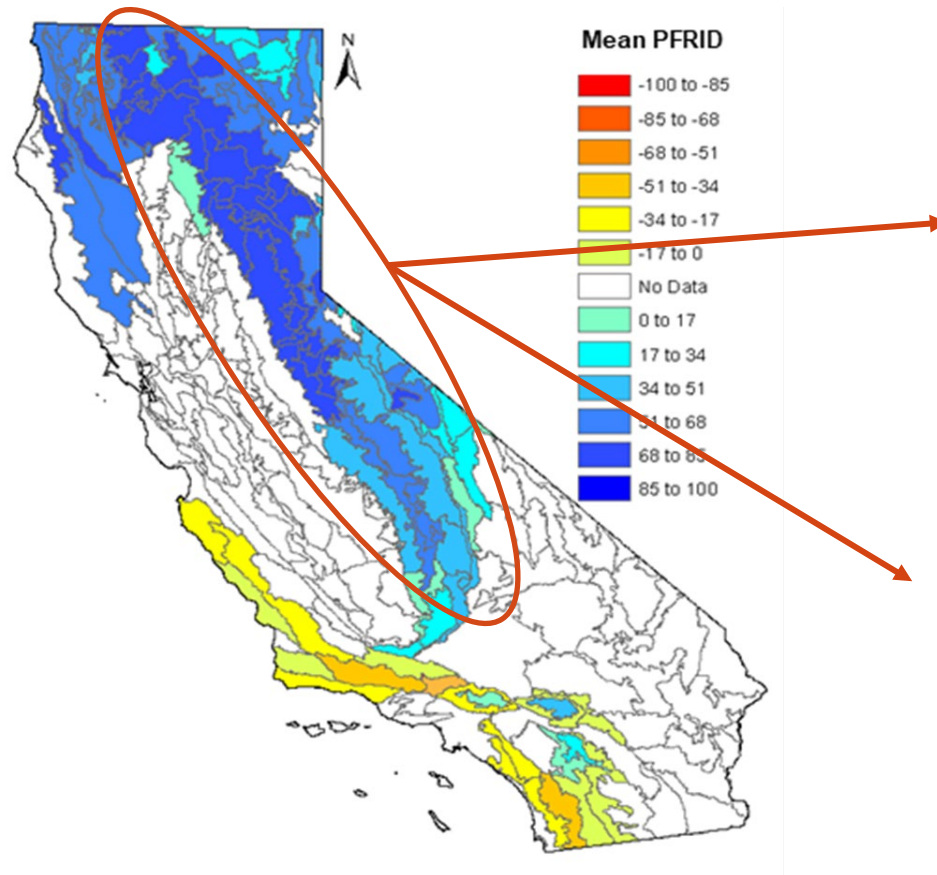 N
Mean PFRID
-100 to -85
-85 to -68
-68 to -51
-51 to -34
-34 to -17
-17 to 0
No Data
0 to 17
17 to 34
34 to 51
51 to 68
68 to 85
85 to 100